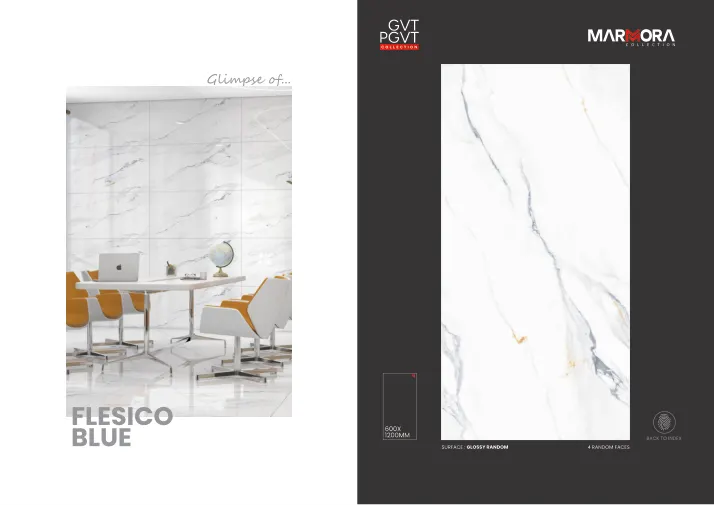 Glimpse of...
FLESICO
BLUE
GVT
PGVT
COLLECTION
MARMORA
COLLECTION
600X
1200MM
SURFACE : GLOSSY RANDOM
4 RANDOM FACES
BACK TO INDEX